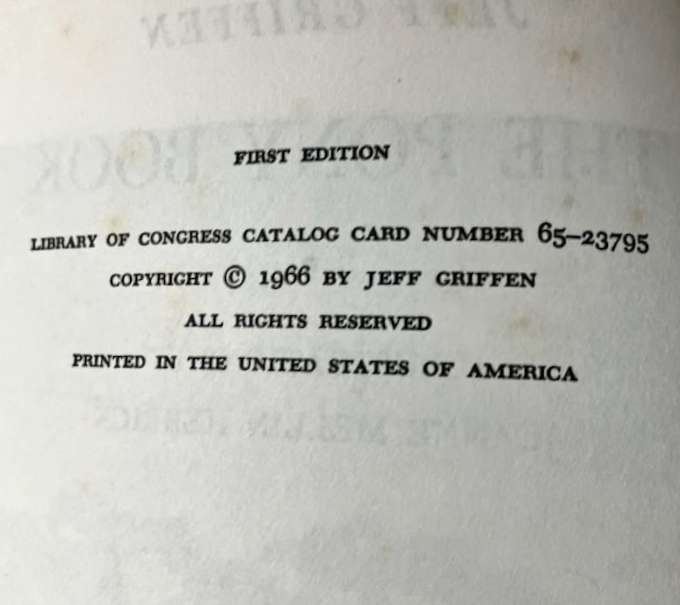 FIRST EDITION
LIBRARY OF CONGRESS CATALOG CARD NUMBER 65–23795
COPYRIGHT © 1966 BY JEFF GRIFFEN
ALL RIGHTS RESERVED
PRINTED IN THE UNITED STATES OF AMERICA